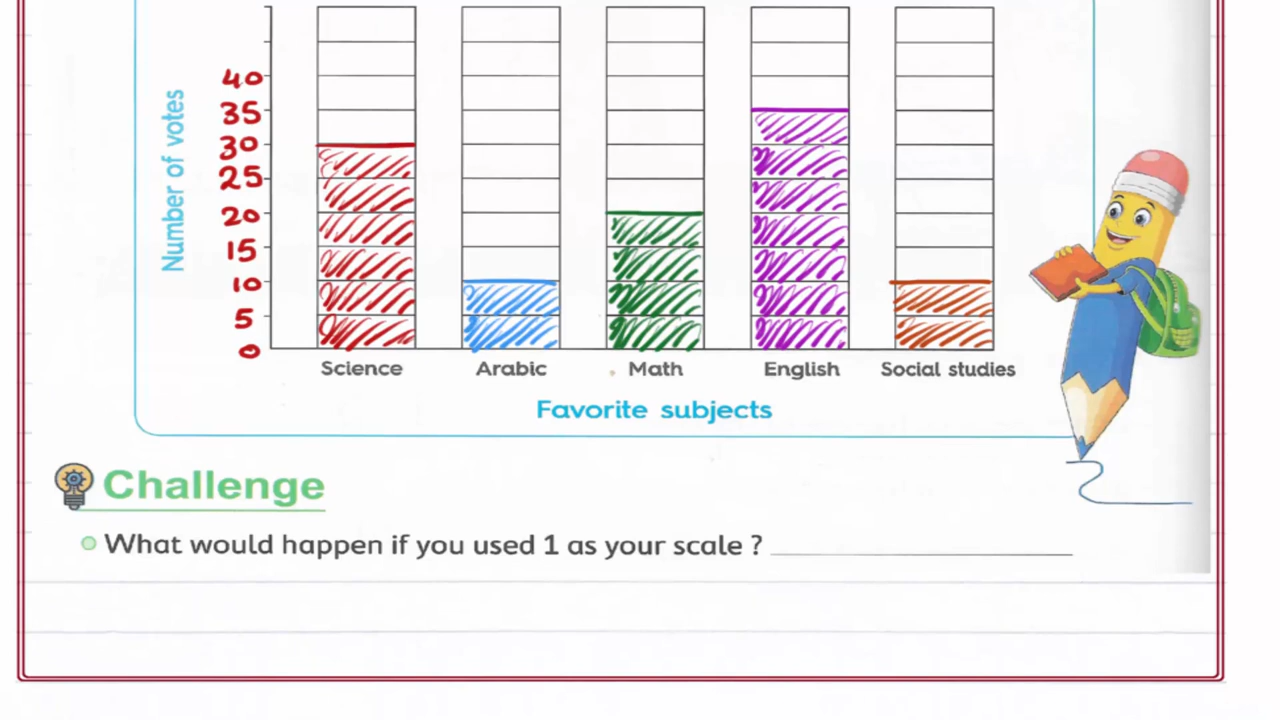 Number of votes
40
35
30
25
20
15
10
5
0
Science Arabic Math English Social studies
Favorite subjects
Challenge
What would happen if you used 1 as your scale ?